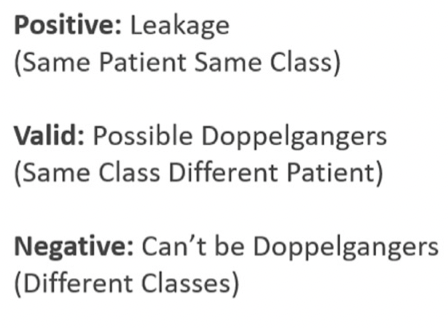 Positive: Leakage
(Same Patient Same Class)
Valid: Possible Doppelgangers
(Same Class Different Patient)
Negative: Can't be Doppelgangers
(Different Classes)